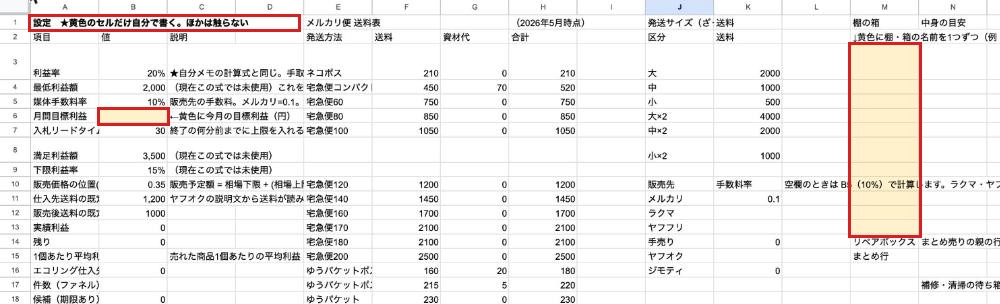 設定　★黄色のセルだけ自分で書く。ほかは触らない メルカリ便 送料表 （2026年5月時点） 発送サイズ（ざ 送料 棚の箱 中身の目安
項目 値 説明 発送方法 送料 資材代 合計 区分 送料 ↓黄色に棚・箱の名前を1つずつ（例
利益率 20% ★自分メモの計算式と同じ。手取 ネコポス 210 0 210 大 2000
最低利益額 2,000 （現在の式では未使用）これを 宅急便コンパクト 450 70 520 中 1000
媒体手数料率 10% 販売先の手数料。メルカリ=0.1。 宅急便60 750 0 750 小 500
月間目標利益 ←黄色に今月の目標利益（円） 宅急便80 850 0 850 大×2 4000
入札リードタイム 30 終了の何分前までに上限を入れる 宅急便100 1050 0 1050 中×2 2000
満足利益額 3,500 （現在この式では未使用） 小×2 1000
下限利益率 15% （現在この式では未使用）
販売価格の位置( 0.35 販売予定額 = 相場下限 + (相場上 宅急便120 1200 0 1200 販売先 手数料率 空欄のときは B5（10%）で計算します。ラクマ・ヤフ
仕入先送料の既定 1,200 ヤフオクの説明文から送料が読み 宅急便140 1450 0 1450 メルカリ 0.1
販売後送料の既定 1000 宅急便160 1700 0 1700 ラクマ
実績利益 0 宅急便170 2100 0 2100 ヤフフリ
残り 0 宅急便180 2100 0 2100 手売り 0 リペアボックス まとめ売りの親の行
1個あたり平均利 売れた商品1個あたりの平均利益 宅急便200 2500 0 2500 ヤフオク まとめ行
エコリング仕入分 0 ゆうパケットポス 160 20 180 ジモティ 0
件数（ファネル） ゆうパケットポス 215 5 220 補修・清掃の待ち箱
候補（期限あり） 0 ゆうパケット 230 0 230